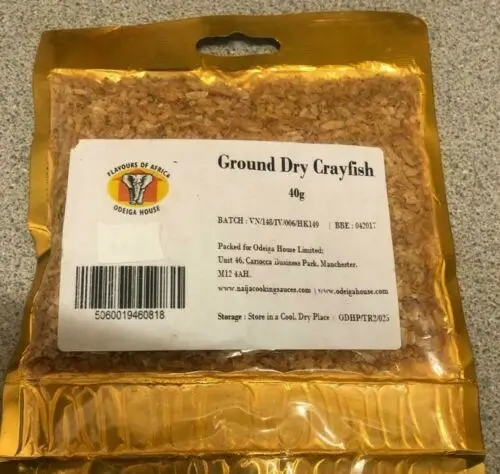 FLAVOURS OF AFRICA
ODEIGA HOUSE
Ground Dry Crayfish
40g
BATCH : VN/148/IV/006/HK149 | BBE : 042017
Packed for Odeiga House Limited;
Unit 46, Cariocca Business Park, Manchester.
M12 4AH.
www.naijacookingsauces.com | www.odeigahouse.com
Storage : Store in a Cool, Dry Place / ODHP/TR2/025
5060019460818